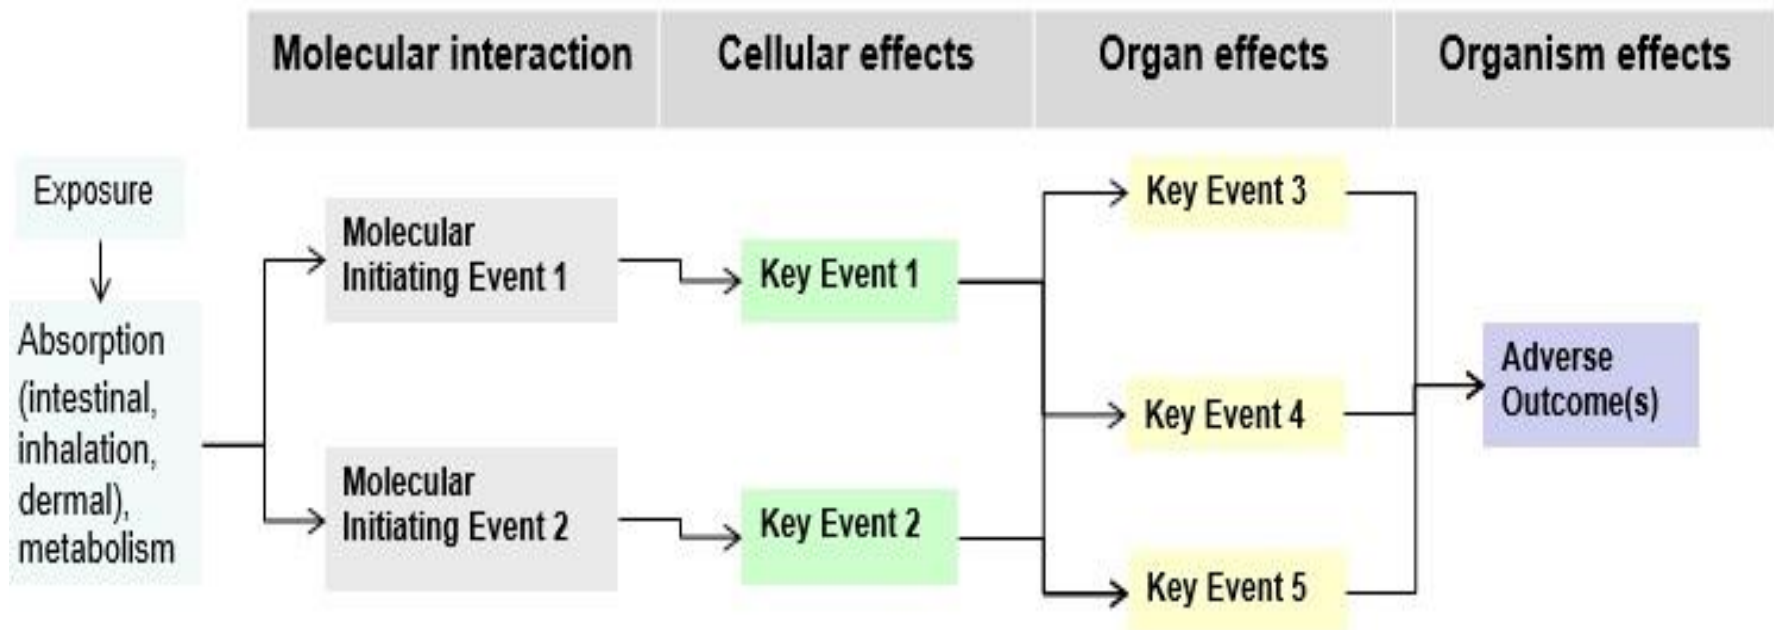 Molecular interaction
Cellular effects
Organ effects
Organism effects
Exposure
Absorption
(intestinal,
inhalation,
dermal),
metabolism
Molecular
Initiating Event 1
Molecular
Initiating Event 2
Key Event 1
Key Event 2
Key Event 3
Key Event 4
Key Event 5
Adverse
Outcome(s)